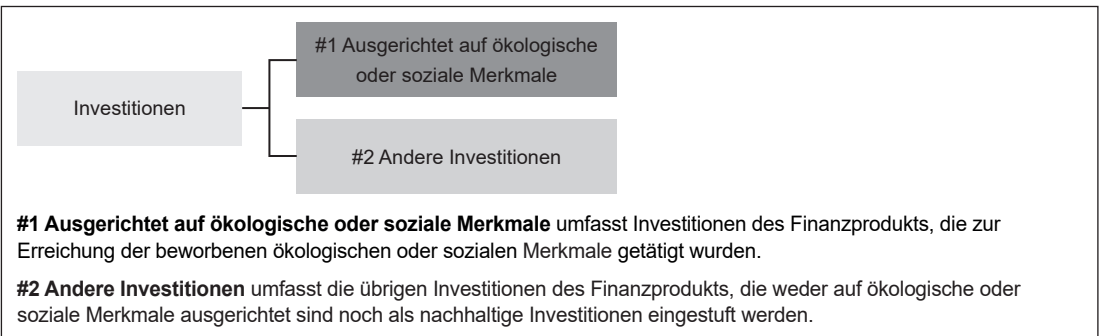 #1 Ausgerichtet auf ökologische
oder soziale Merkmale
Investitionen
#2 Andere Investitionen
#1 Ausgerichtet auf ökologische oder soziale Merkmale umfasst Investitionen des Finanzprodukts, die zur
Erreichung der beworbenen ökologischen oder sozialen Merkmale getätigt wurden.
#2 Andere Investitionen umfasst die übrigen Investitionen des Finanzprodukts, die weder auf ökologische oder
soziale Merkmale ausgerichtet sind noch als nachhaltige Investitionen eingestuft werden.